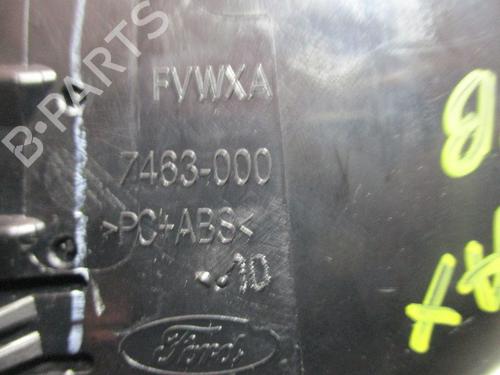 B-PARTS
FVWXA
7463-000
>PC+ABS<
10
Ford
B